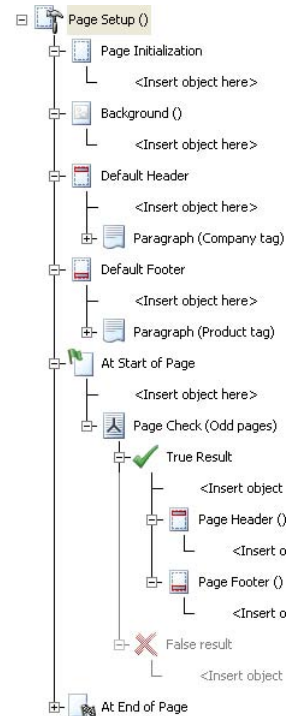 Page Setup ()
Page Initialization
<Insert object here>
Background ()
<Insert object here>
Default Header
<Insert object here>
Paragraph (Company tag)
Default Footer
<Insert object here>
Paragraph (Product tag)
At Start of Page
<Insert object here>
Page Check (Odd pages)
True Result
<Insert object
Page Header ()
<Insert o
Page Footer ()
<Insert o
False result
<Insert object
At End of Page